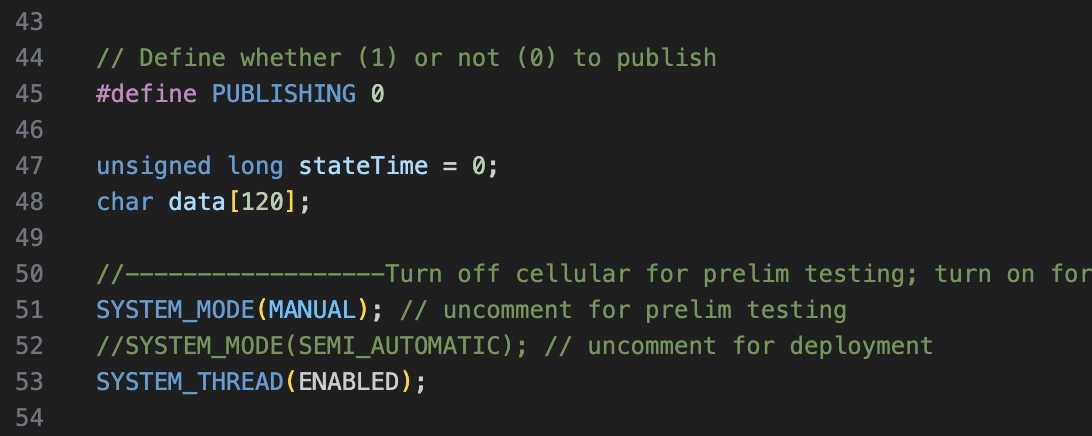 43
44 // Define whether (1) or not (0) to publish
45 #define PUBLISHING 0
46
47 unsigned long stateTime = 0;
48 char data[120];
49
50 //------------------Turn off cellular for prelim testing; turn on for
51 SYSTEM_MODE(MANUAL); // uncomment for prelim testing
52 //SYSTEM_MODE(SEMI_AUTOMATIC); // uncomment for deployment
53 SYSTEM_THREAD(ENABLED);
54